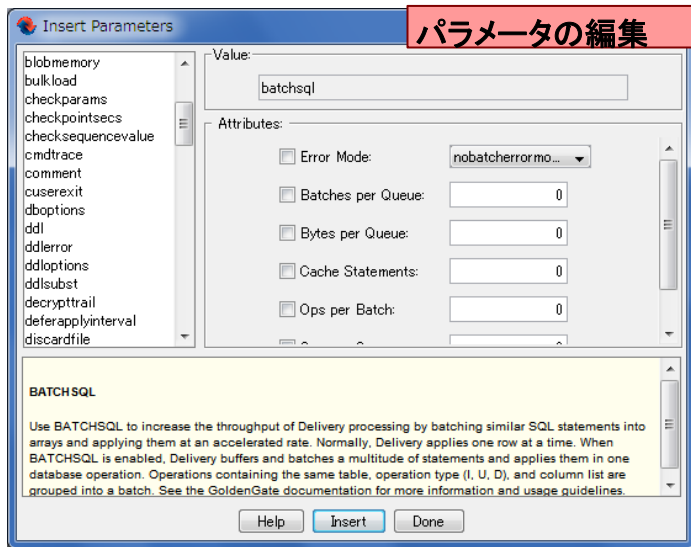 Insert Parameters
パラメータの編集
blobmemory
bulkload
checkparams
checkpointsecs
checksequencevalue
cmdtrace
comment
cuserexit
dboptions
ddl
ddlerror
ddloptions
ddlsubst
decrypttrail
deferapplyinterval
discardfile
Value:
batchsql
Attributes:
Error Mode: nobatcherrormo...
Batches per Queue: 0
Bytes per Queue: 0
Cache Statements: 0
Ops per Batch: 0
BATCHSQL
Use BATCHSQL to increase the throughput of Delivery processing by batching similar SQL statements into
arrays and applying them at an accelerated rate. Normally, Delivery applies one row at a time. When
BATCHSQL is enabled, Delivery buffers and batches a multitude of statements and applies them in one
database operation. Operations containing the same table, operation type (I, U, D), and column list are
grouped into a batch. See the GoldenGate documentation for more information and usage guidelines.
Help Insert Done